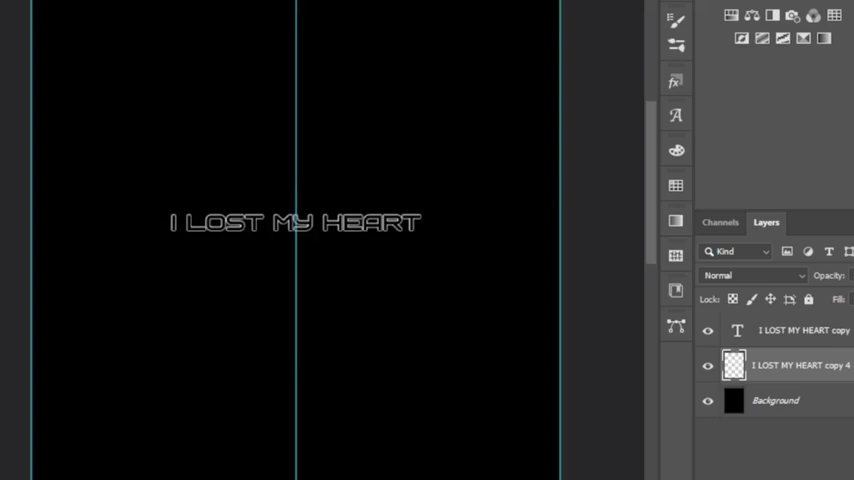 I LOST MY HEART
Channels Layers
Kind
Normal Opacity:
Lock: Fill:
I LOST MY HEART copy
I LOST MY HEART copy 4
Background